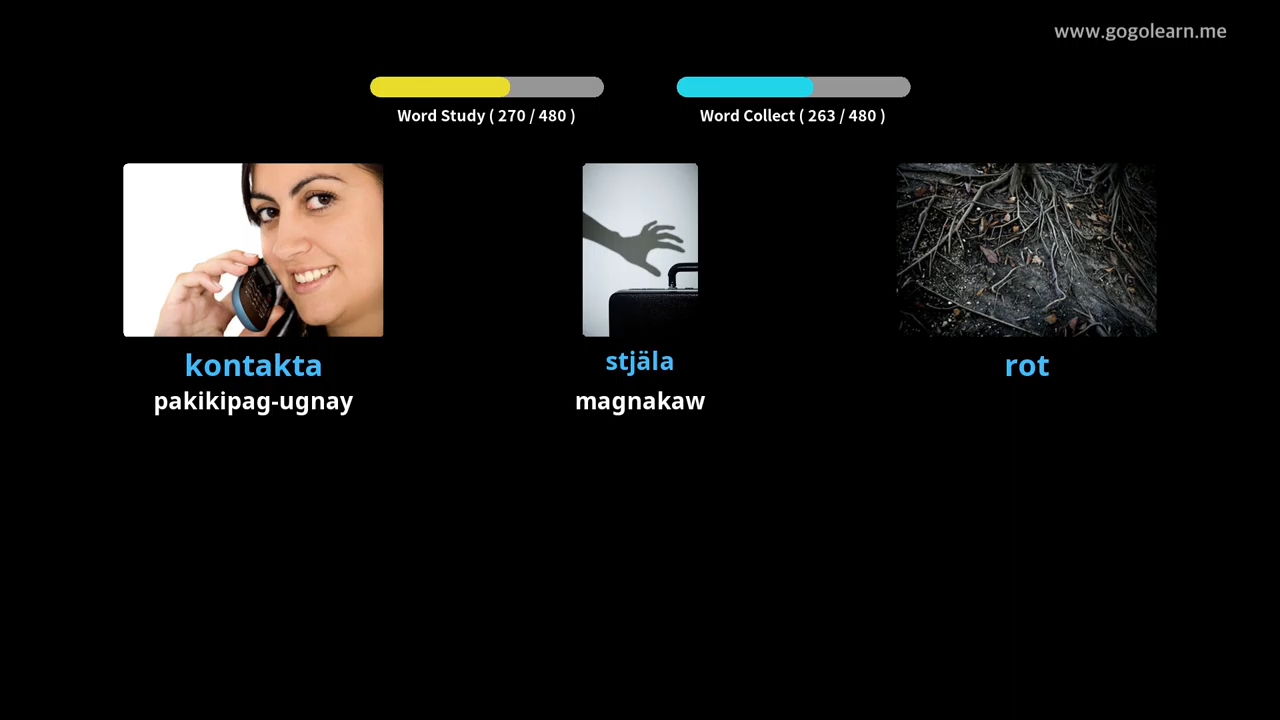 www.gogolearn.me
Word Study ( 270 / 480 )
Word Collect ( 263 / 480 )
kontakta
pakikipag-ugnay
stjäla
magnakaw
rot